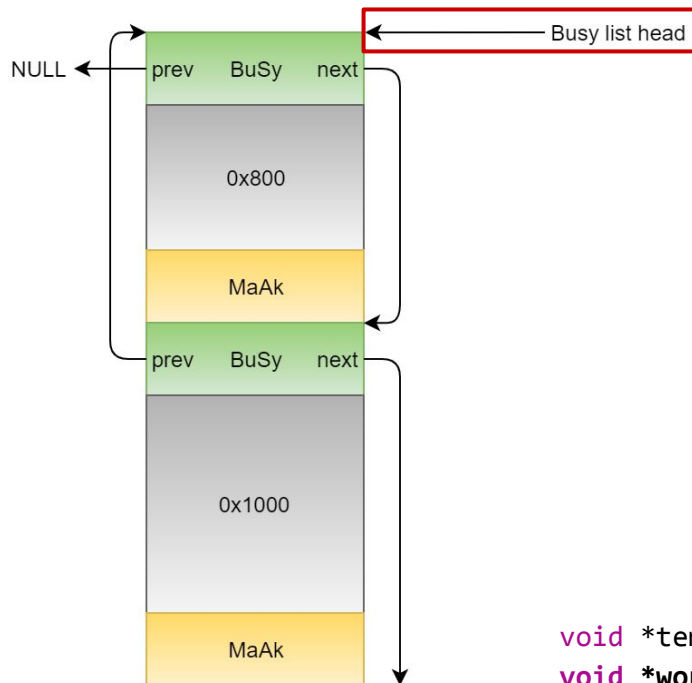 Busy list head
NULL
prev BuSy next
0x800
MaAk
prev BuSy next
0x1000
MaAk
void
void